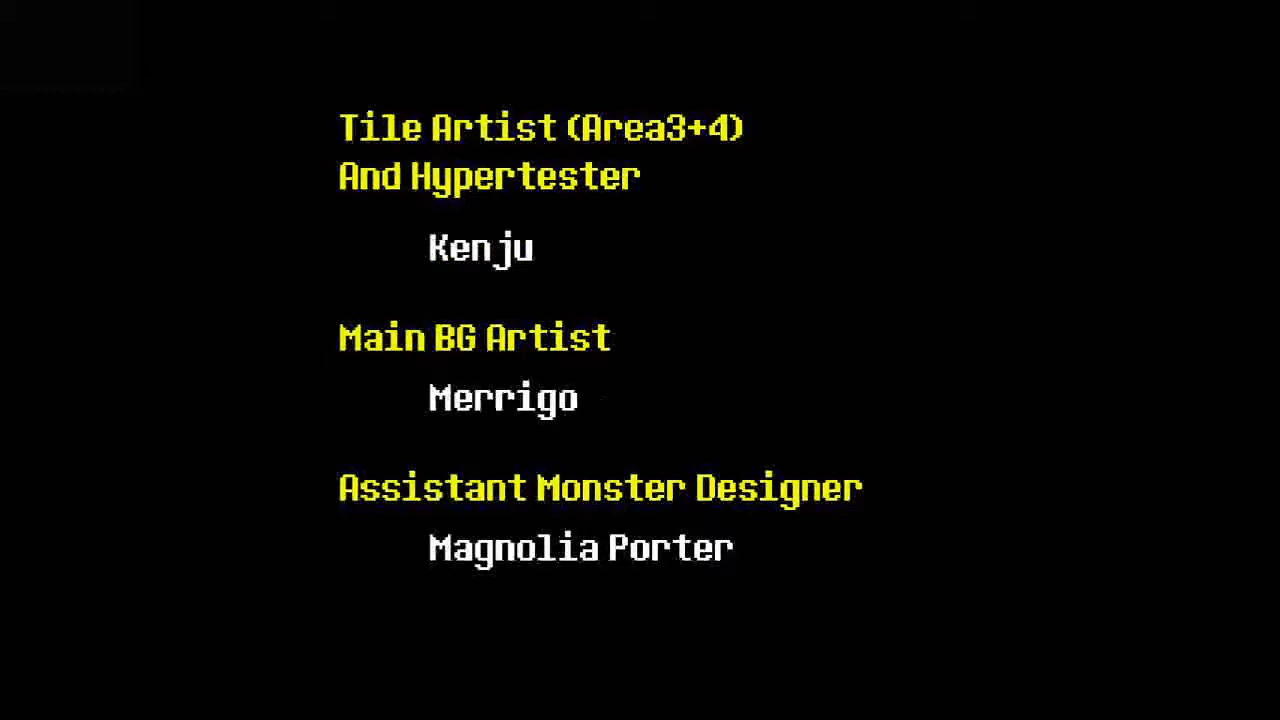 Tile Artist (Area3+4)
And Hypertester
Kenju
Main BG Artist
Merrigo
Assistant Monster Designer
Magnolia Porter